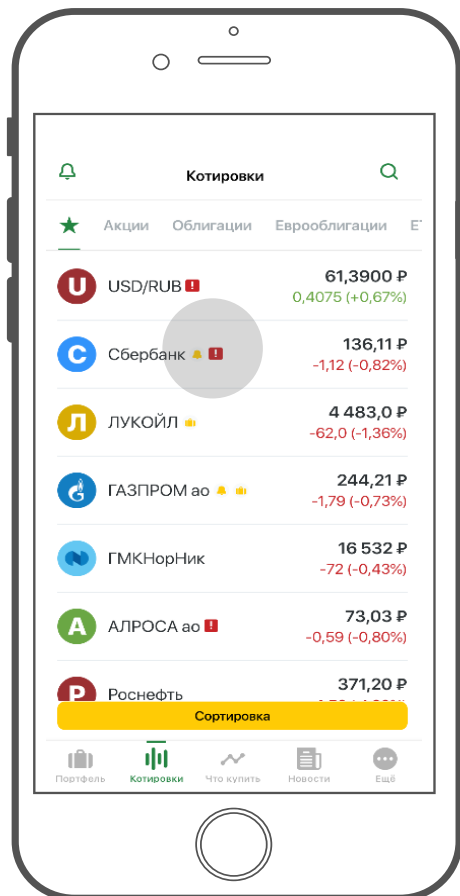 Котировки
Акции Облигации Еврооблигации
U USD/RUB ! 61,3900 ₽
0,4075 (+0,67%)
С Сбербанк ! 136,11 ₽
-1,12 (-0,82%)
Л ЛУКОЙЛ 4 483,0 ₽
-62,0 (-1,36%)
ГАЗПРОМ ао 244,21 ₽
-1,79 (-0,73%)
ГМКНорНик 16 532 ₽
-72 (-0,43%)
А АЛРОСА ао ! 73,03 ₽
-0,59 (-0,80%)
Р Роснефть 371,20 ₽
Сортировка
Портфель Котировки Что купить Новости Ещё